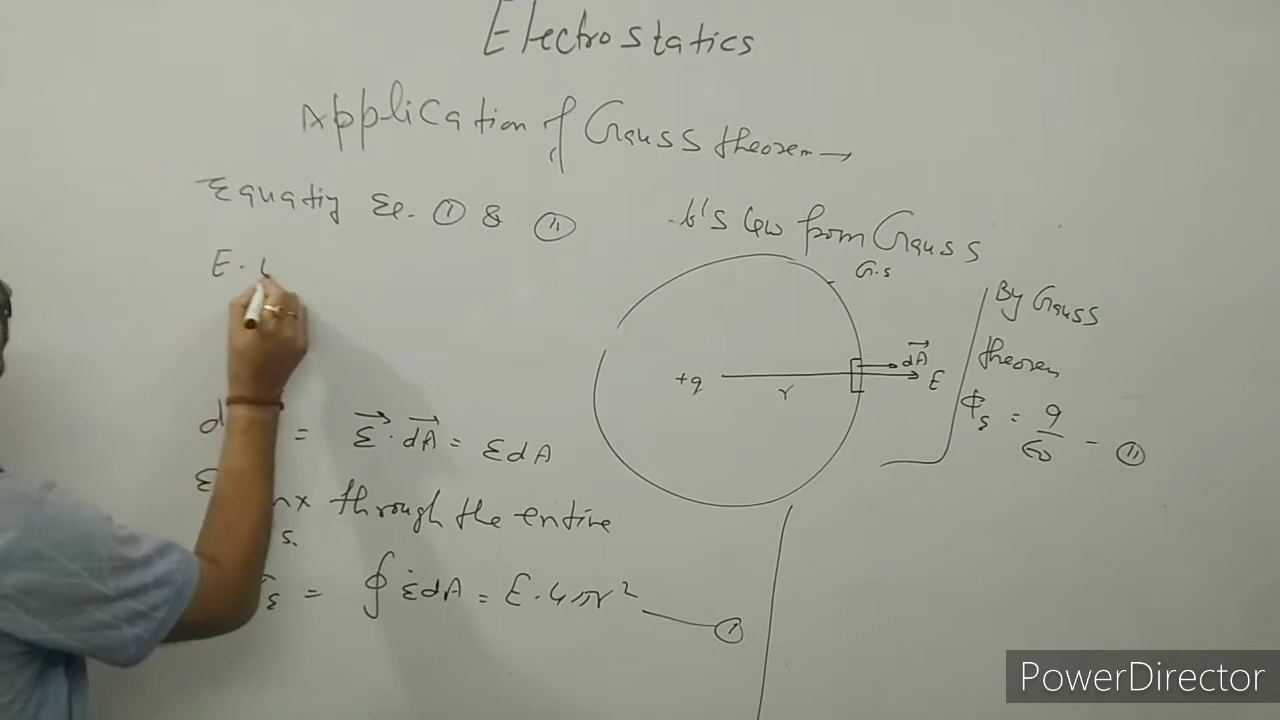 Electrostatics
Application of Gauss theorem →
Equatiy Eq. ① & ⑪
E.
b's Law from Gauss
G.s
+q
r
dA
E
By Gauss
theorem
Φs = q/ε0 - ⑪
d = E . dA = EdA
through the entire
s.
E = ∮ EdA = E . 4πr² — ①
PowerDirector